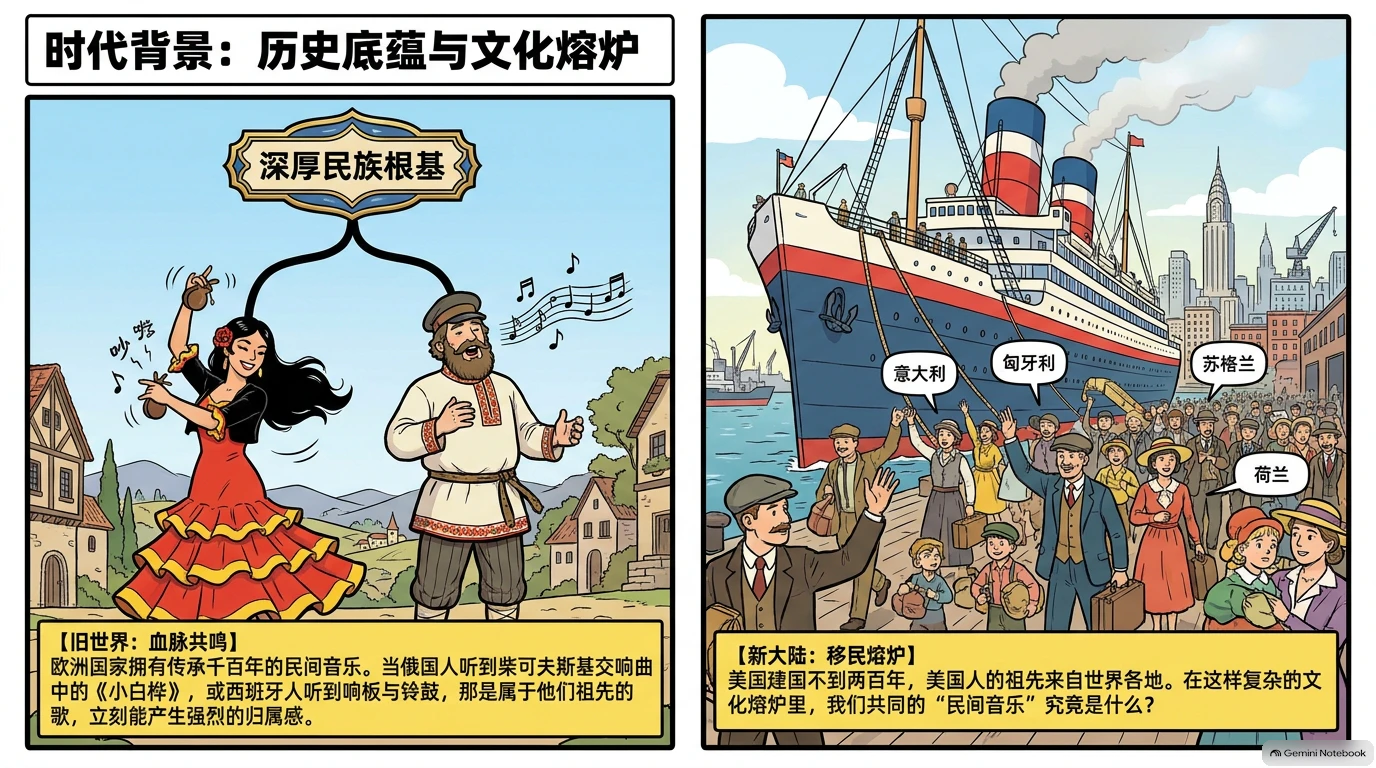 时代背景：历史底蕴与文化熔炉
深厚民族根基
【旧世界：血脉共鸣】
欧洲国家拥有传承千百年的民间音乐。当俄国人听到柴可夫斯基交响曲
中的《小白桦》，或西班牙人听到响板与铃鼓，那是属于他们祖先的
歌，立刻能产生强烈的归属感。
意大利
匈牙利
苏格兰
荷兰
【新大陆：移民熔炉】
美国建国不到两百年，美国人的祖先来自世界各地。在这样复杂的文
化熔炉里，我们共同的“民间音乐”究竟是什么？
Gemini Notebook